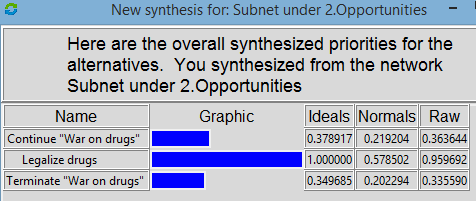 New synthesis for: Subnet under 2.Opportunities
Here are the overall synthesized priorities for the
alternatives. You synthesized from the network
Subnet under 2.Opportunities
Name Graphic Ideals Normals Raw
Continue "War on drugs" 0.378917 0.219204 0.363644
Legalize drugs 1.000000 0.578502 0.959692
Terminate "War on drugs" 0.349685 0.202294 0.335590